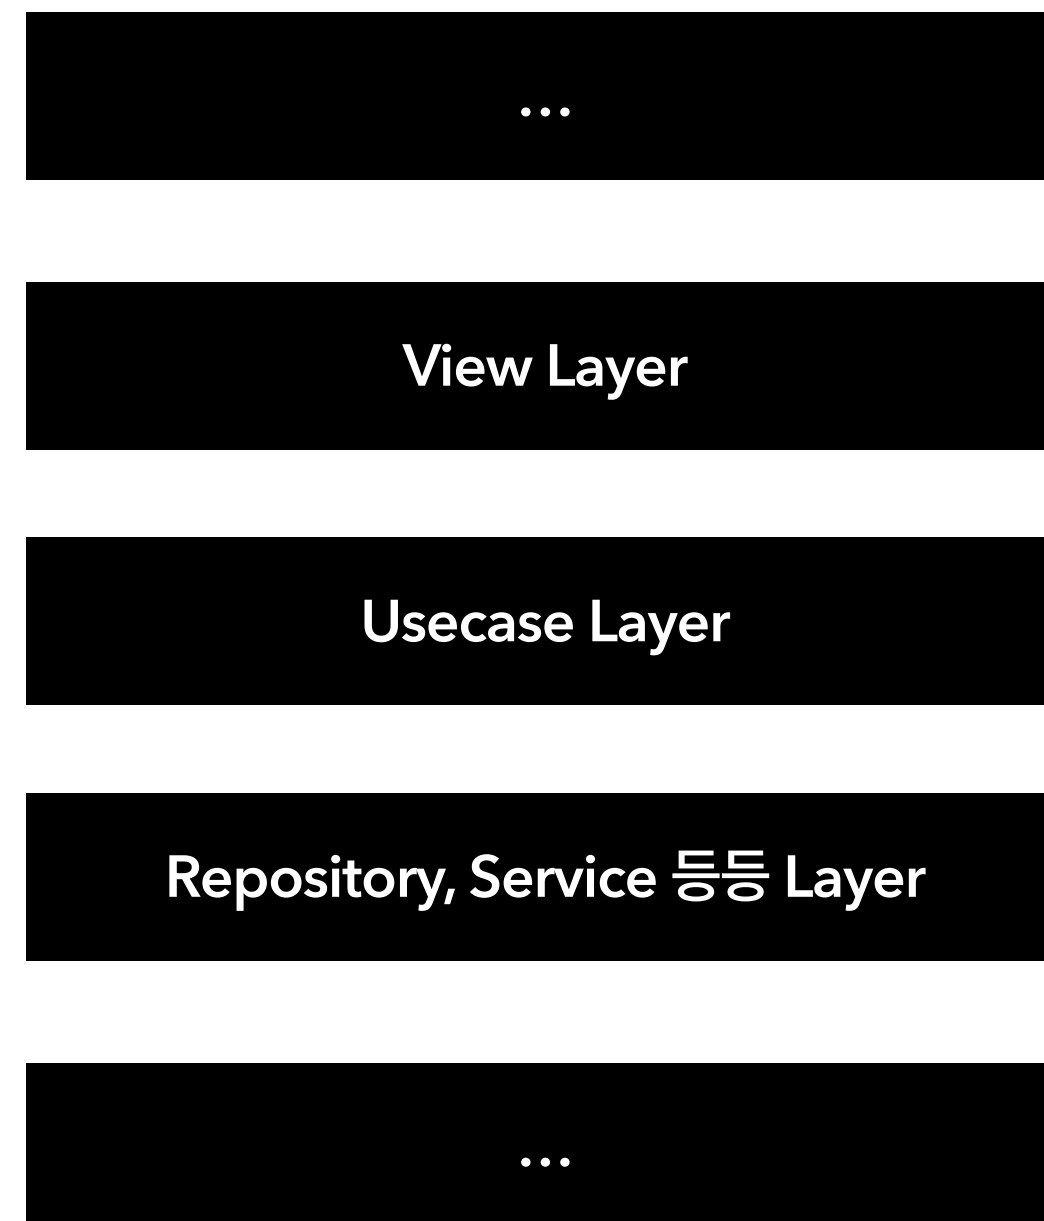 ...
View Layer
Usecase Layer
Repository, Service 등등 Layer
...